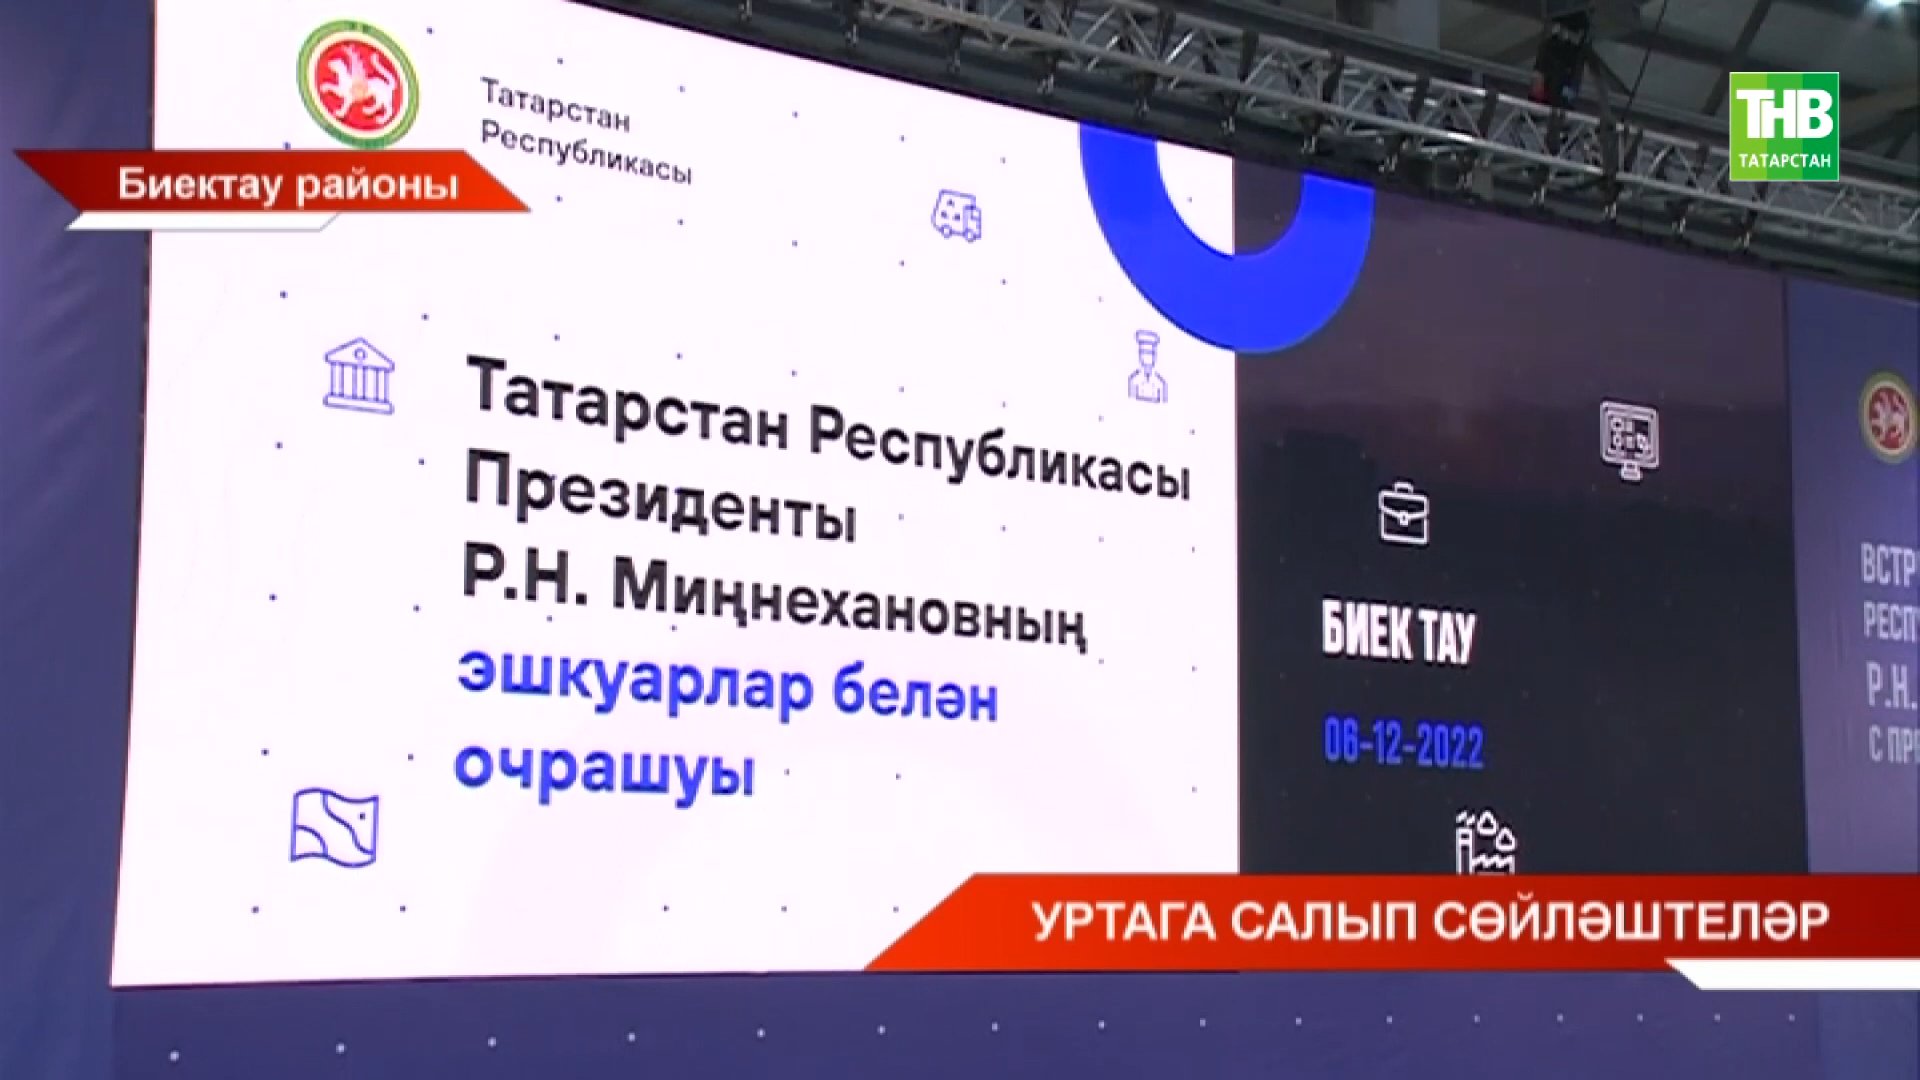 Татарстан
Республикасы
ТНВ
ТАТАРСТАН
Биектау районы
Татарстан Республикасы
Президенты
Р.Н. Миңнехановның
эшкуарлар белән
очрашуы
БИЕК ТАУ
06-12-2022
Р.Н.
УРТАГА САЛЫП СӨЙЛӘШТЕЛӘР